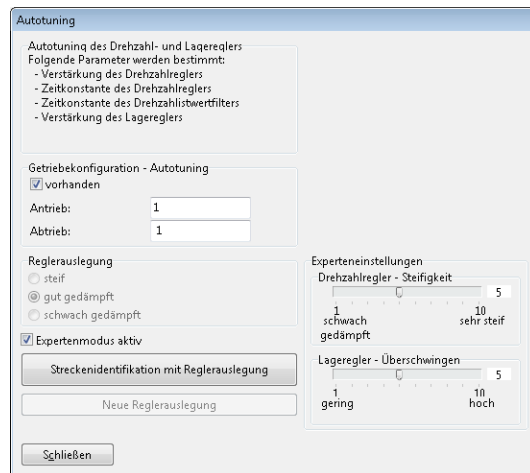 Autotuning
Autotuning des Drehzahl- und Lagereglers
Folgende Parameter werden bestimmt:
- Verstärkung des Drehzahlreglers
- Zeitkonstante des Drehzahlreglers
- Zeitkonstante des Drehzahlistwertfilters
- Verstärkung des Lagereglers
Getriebekonfiguration - Autotuning
vorhanden
Antrieb: 1
Abtrieb: 1
Reglerauslegung
steif
gut gedämpft
schwach gedämpft
Expertenmodus aktiv
Streckenidentifikation mit Reglerauslegung
Neue Reglerauslegung
Schließen
Experteneinstellungen
Drehzahlregler - Steifigkeit
5
1 10
schwach sehr steif
gedämpft
Lageregler - Überschwingen
5
1 10
gering hoch